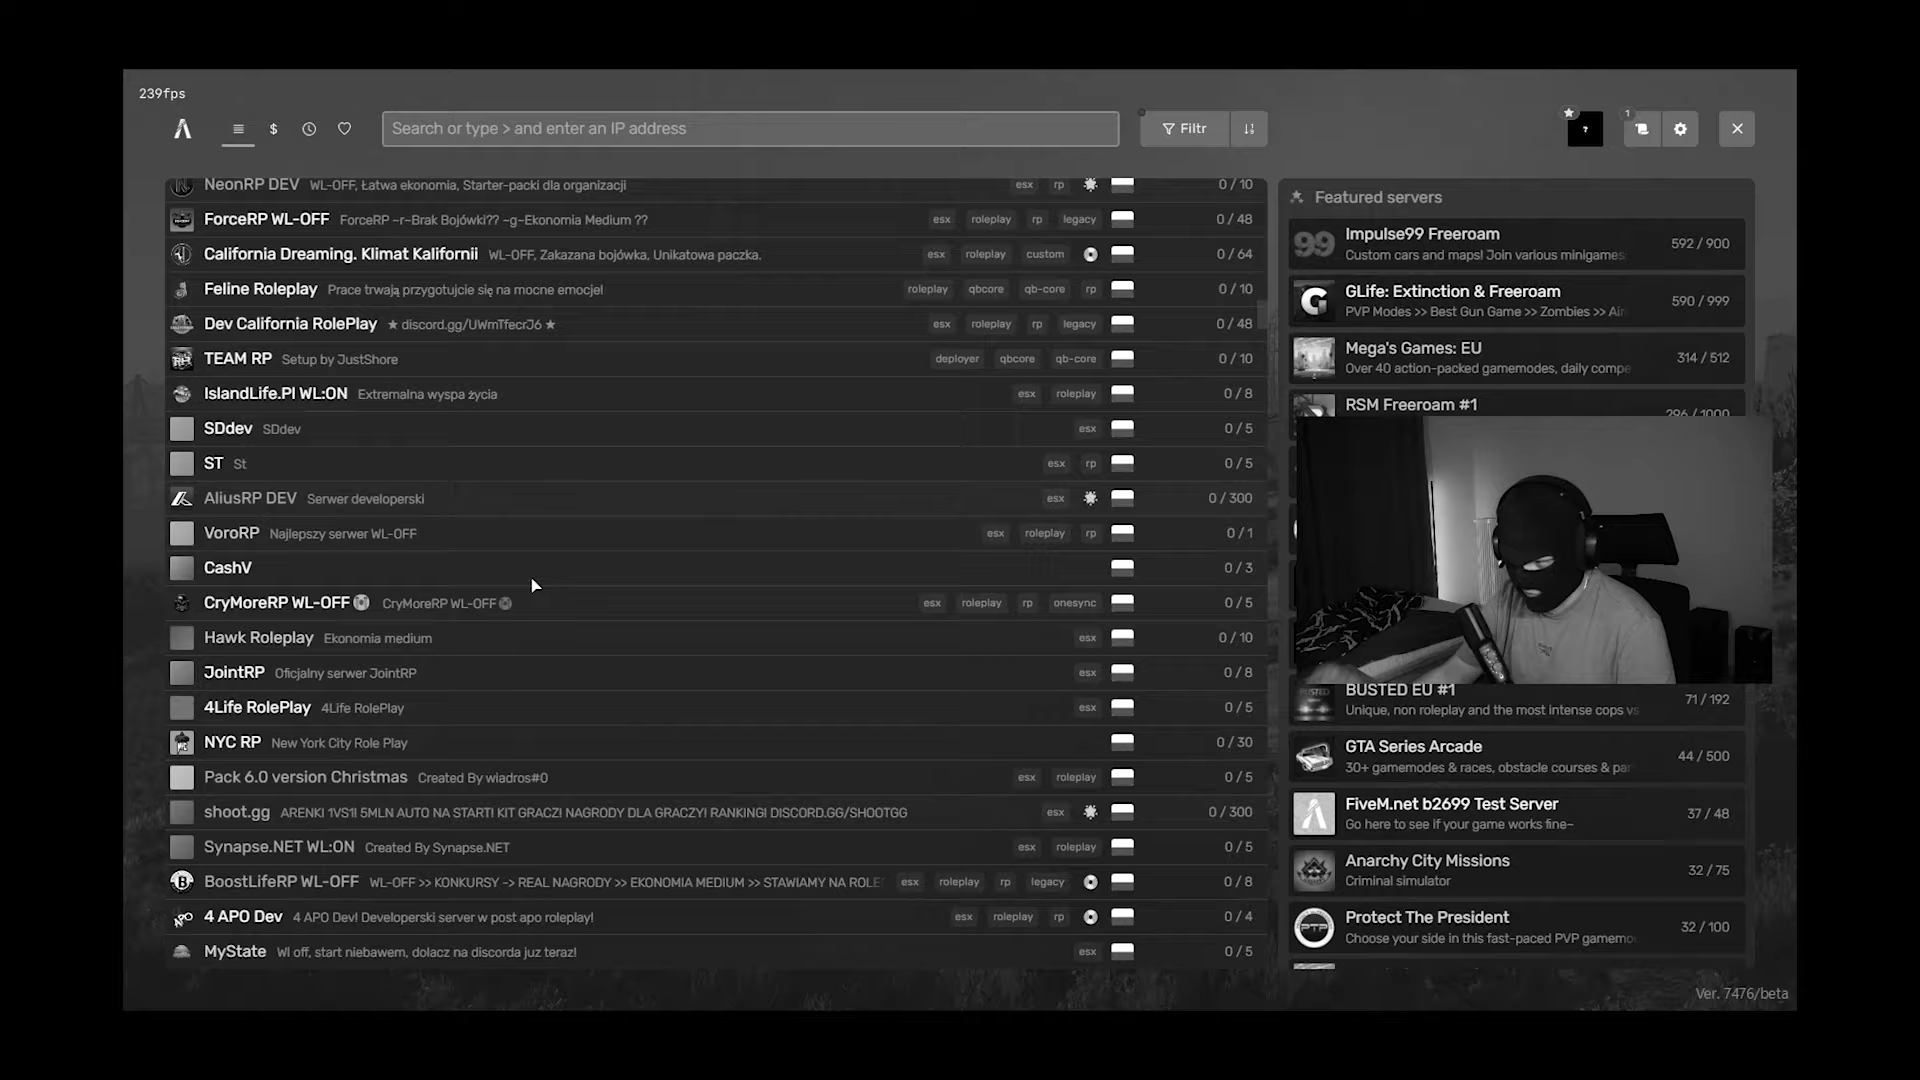 239fps
$
Search or type > and enter an IP address
Filtr
?
1
NeonRP DEV WL-OFF, Łatwa ekonomia, Starter-packi dla organizacji esx rp 0 / 10
ForceRP WL-OFF ForceRP ~r~Brak Bojówki?? ~g~Ekonomia Medium ?? esx roleplay rp legacy 0 / 48
California Dreaming. Klimat Kalifornii WL-OFF, Zakazana bojówka, Unikatowa paczka. esx roleplay custom 0 / 64
Feline Roleplay Prace trwają przygotujcie się na mocne emocje! roleplay qbcore qb-core rp 0 / 10
Dev California RolePlay ★ discord.gg/UWmTfecrJ6 ★ esx roleplay rp legacy 0 / 48
TEAM RP Setup by JustShore deployer qbcore qb-core 0 / 10
IslandLife.Pl WL:ON Extremalna wyspa życia esx roleplay 0 / 8
SDdev SDdev esx 0 / 5
ST St esx rp 0 / 5
AliusRP DEV Serwer developerski esx 0 / 300
VoroRP Najlepszy serwer WL-OFF esx roleplay rp 0 / 1
CashV 0 / 3
CryMoreRP WL-OFF CryMoreRP WL-OFF esx roleplay rp onesync 0 / 5
Hawk Roleplay Ekonomia medium esx 0 / 10
JointRP Oficjalny serwer JointRP esx 0 / 8
4Life RolePlay 4Life RolePlay esx 0 / 5
NYC RP New York City Role Play 0 / 30
Pack 6.0 version Christmas Created By wiadros#0 esx roleplay 0 / 5
shoot.gg ARENKI 1VS1! 5MLN AUTO NA START! KIT GRACZ! NAGRODY DLA GRACZY! RANKING! DISCORD.GG/SHOOTGG esx 0 / 300
Synapse.NET WL:ON Created By Synapse.NET esx roleplay 0 / 5
BoostLifeRP WL-OFF WL-OFF >> KONKURSY -> REAL NAGRODY >> EKONOMIA MEDIUM >> STAWIAMY NA ROLE esx roleplay rp legacy 0 / 8
4 APO Dev 4 APO Dev! Developerski server w post apo roleplay! esx roleplay rp 0 / 4
MyState Wl off, start niebawem, dołacz na discorda juz teraz! esx 0 / 5
Featured servers
99
Impulse99 Freeroam
Custom cars and maps! Join various minigames 592 / 900
G
GLife: Extinction & Freeroam
PVP Modes >> Best Gun Game >> Zombies >> Air 590 / 999
Mega's Games: EU
Over 40 action-packed gamemodes, daily compe 314 / 512
RSM Freeroam #1 296 / 1000
BUSTED
BUSTED EU #1
Unique, non roleplay and the most intense cops vs 71 / 192
GTA Series Arcade
30+ gamemodes & races, obstacle courses & par 44 / 500
FiveM.net b2699 Test Server
Go here to see if your game works fine~ 37 / 48
Anarchy City Missions
Criminal simulator 32 / 75
PTP
Protect The President
Choose your side in this fast-paced PVP gamemo 32 / 100
Ver. 7476/beta